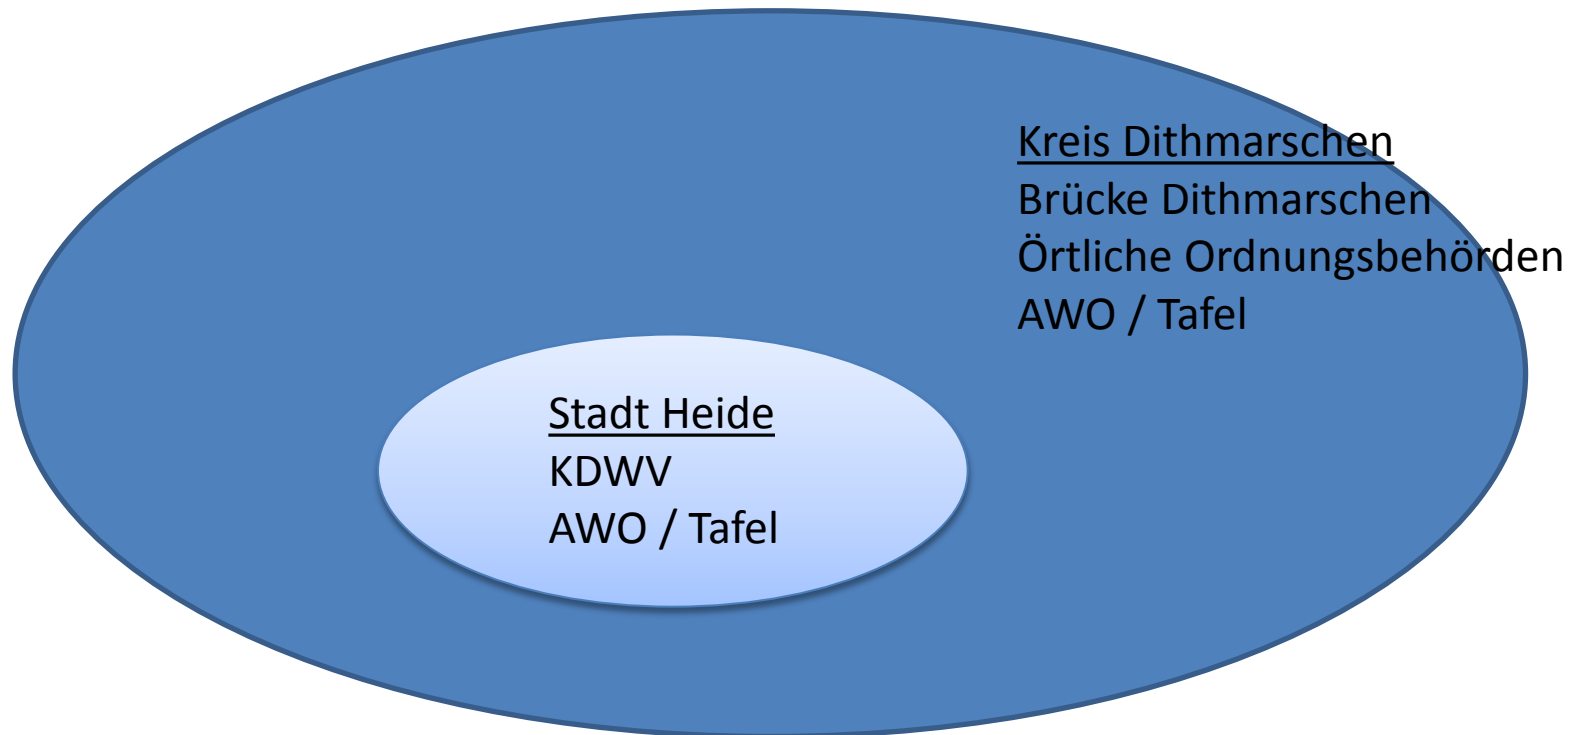 Kreis Dithmarschen
Brücke Dithmarschen
Örtliche Ordnungsbehörden
AWO / Tafel
Stadt Heide
KDWV
AWO / Tafel